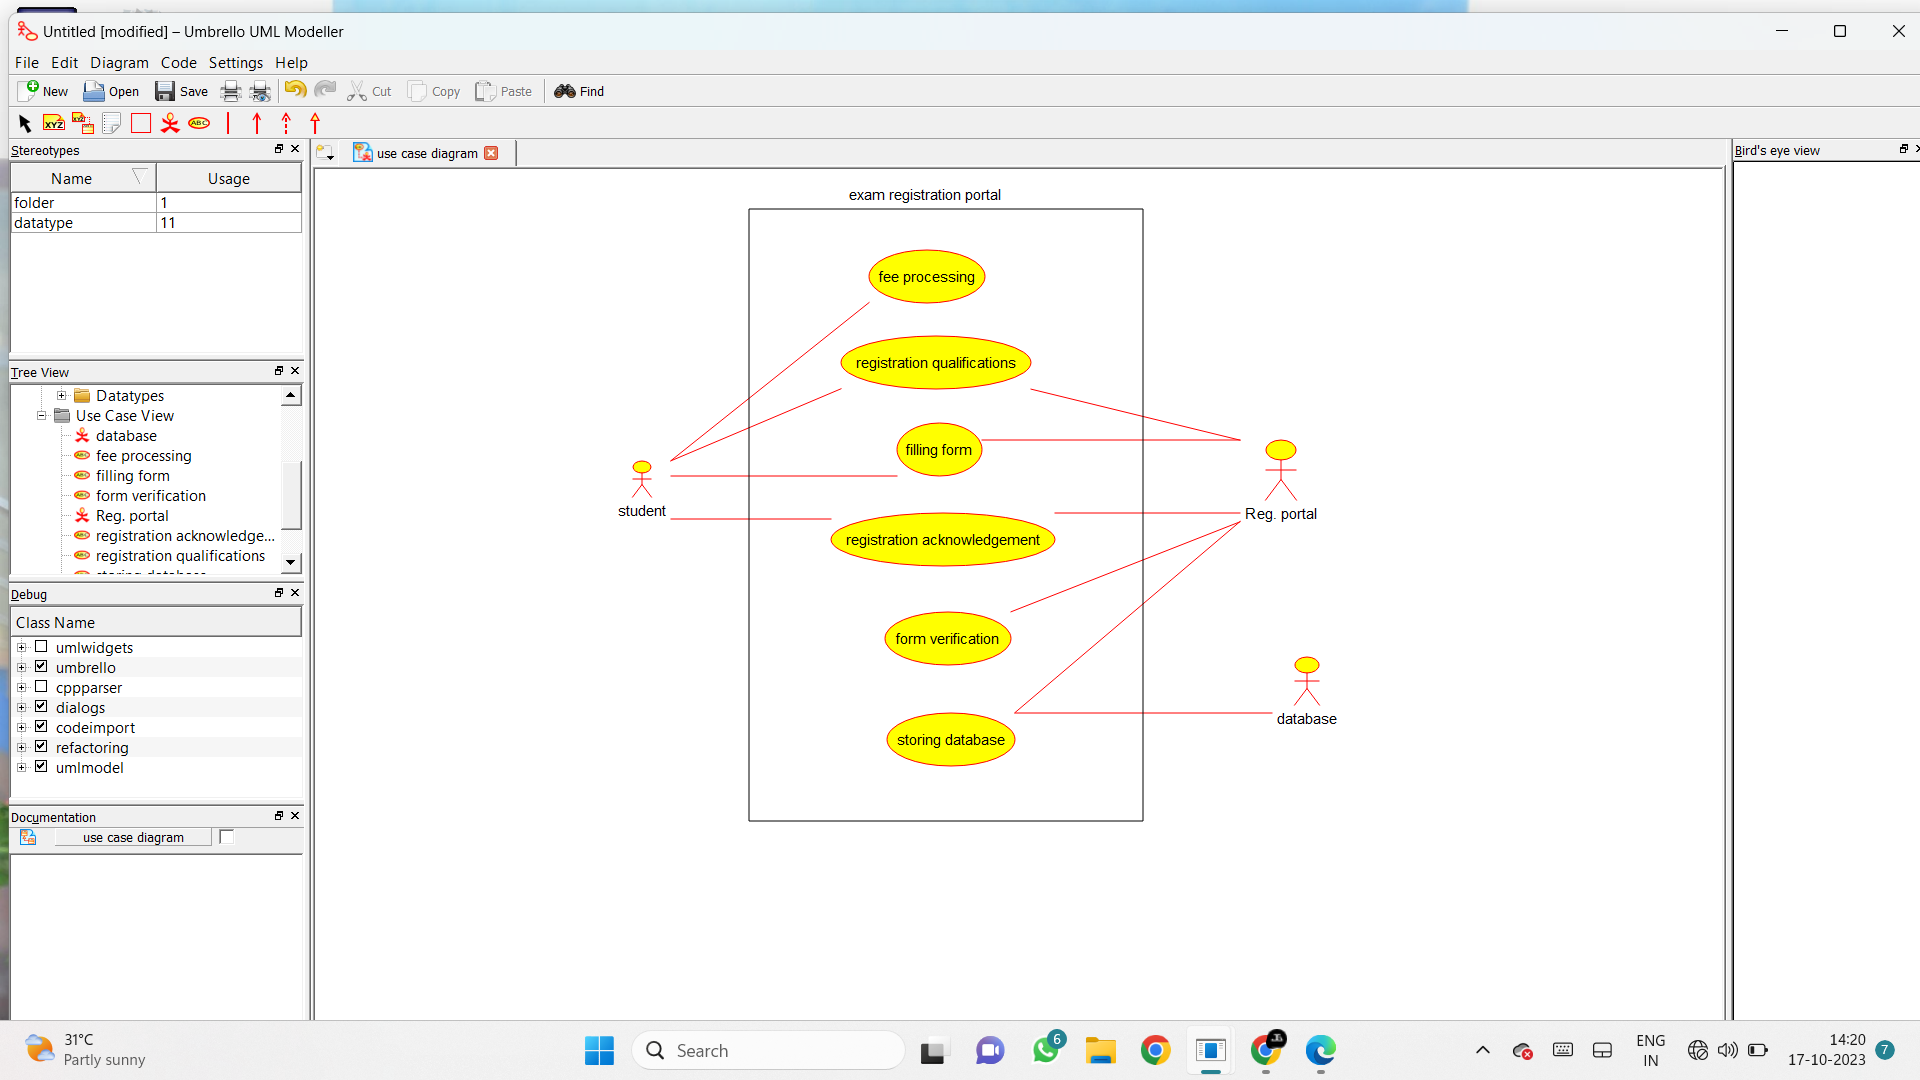 Untitled [modified] – Umbrello UML Modeller
File Edit Diagram Code Settings Help
New Open Save Cut Copy Paste Find
XYZ XYZ ABC
Stereotypes
Name Usage
folder 1
datatype 11
Tree View
Datatypes
Use Case View
database
fee processing
filling form
form verification
Reg. portal
registration acknowledge...
registration qualifications
storing database
Debug
Class Name
umlwidgets
umbrello
cppparser
dialogs
codeimport
refactoring
umlmodel
Documentation
use case diagram
use case diagram
exam registration portal
fee processing
registration qualifications
filling form
student
Reg. portal
registration acknowledgement
form verification
database
storing database
Bird's eye view
31°C
Partly sunny
Search
6
ENG
IN
14:20
17-10-2023
7